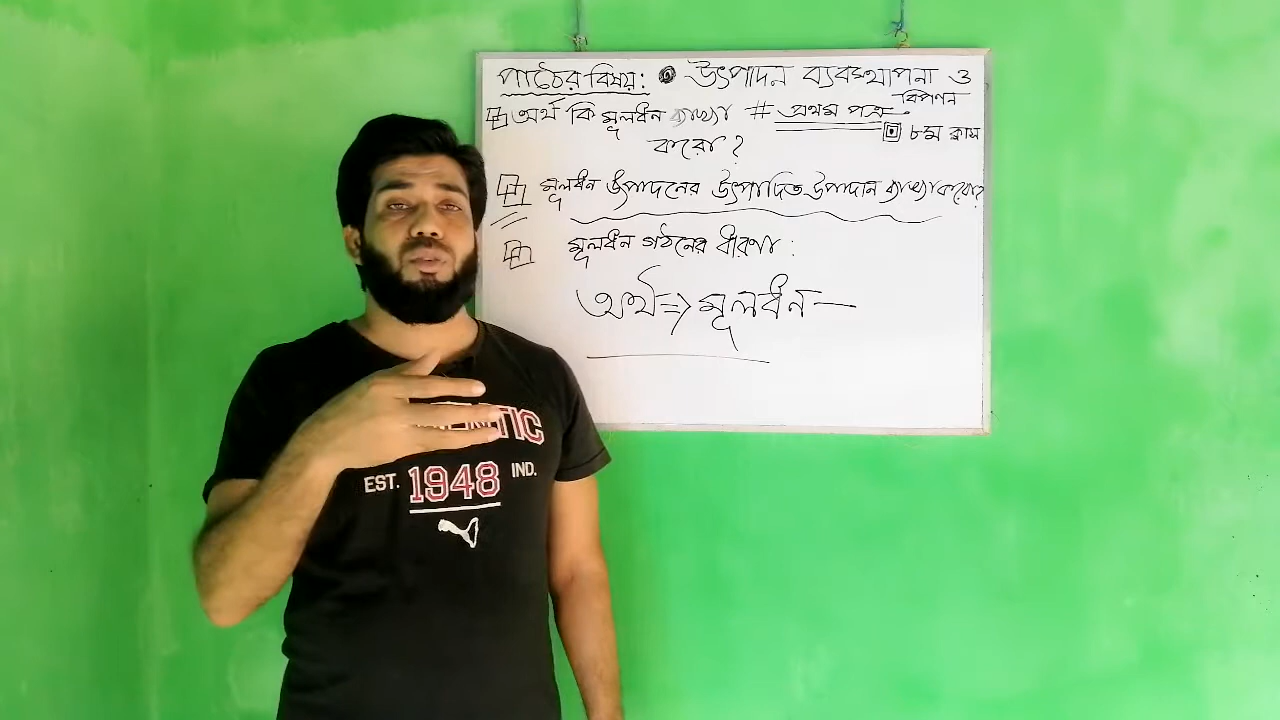 পাঠের বিষয়: উৎপাদন ব্যবস্থাপনা ও
বিপণন
অর্থ কি মূলধন ব্যাখ্যা # প্রথম পত্র
করো? ৮ম ক্লাস
মূলধন উৎপাদনের উৎপাদিত উপাদান ব্যাখ্যা করো?
মূলধন গঠনের ধারণা:
অর্থ => মূলধন —
NTIC
EST. 1948 IND.